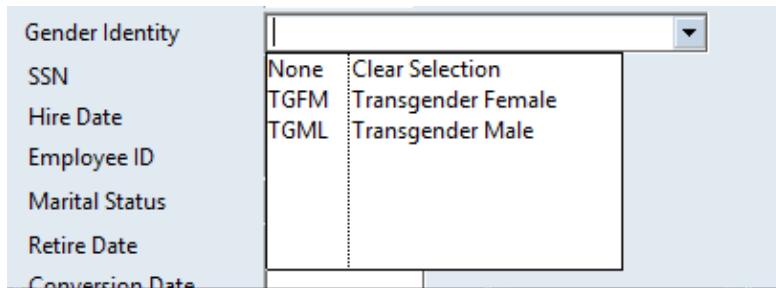 Gender Identity
SSN
None Clear Selection
TGFM Transgender Female
Hire Date
TGML Transgender Male
Employee ID
Marital Status
Retire Date
Conversion Date